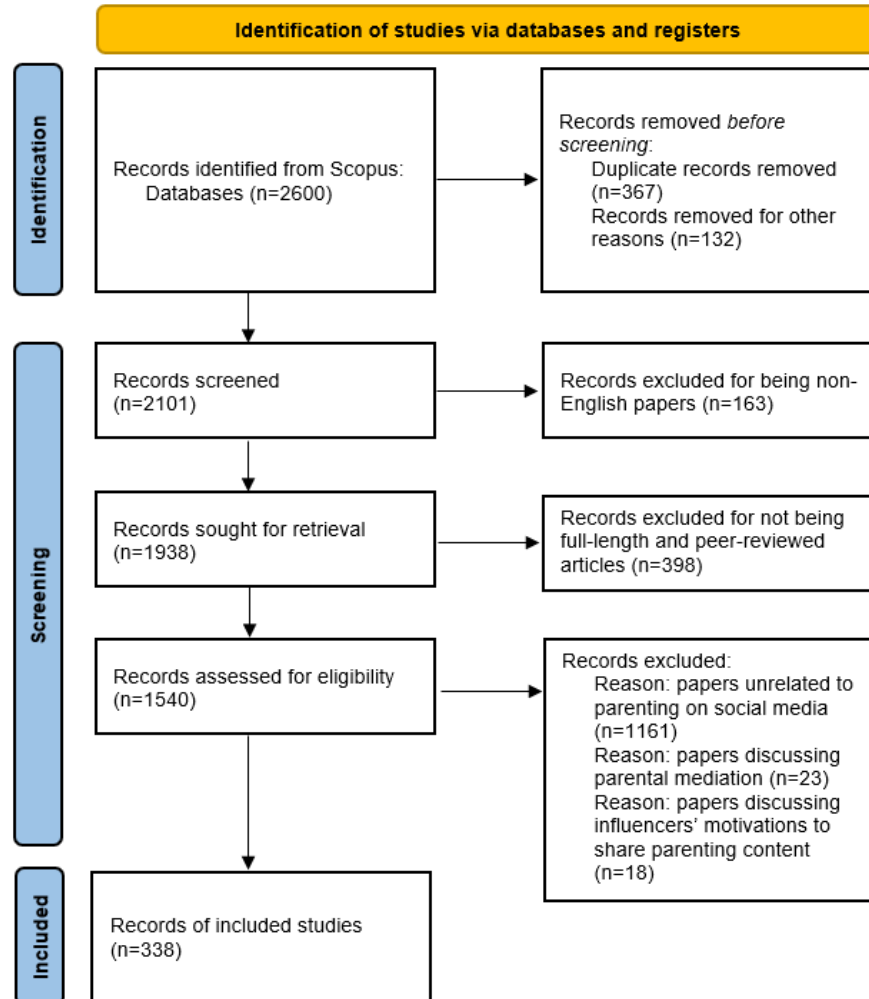 Identification of studies via databases and registers
Identification
Records identified from Scopus:
Databases (n=2600)
Records removed before
screening:
Duplicate records removed
(n=367)
Records removed for other
reasons (n=132)
Screening
Records screened
(n=2101)
Records excluded for being non-
English papers (n=163)
Records sought for retrieval
(n=1938)
Records excluded for not being
full-length and peer-reviewed
articles (n=398)
Records assessed for eligibility
(n=1540)
Records excluded:
Reason: papers unrelated to
parenting on social media
(n=1161)
Reason: papers discussing
parental mediation (n=23)
Reason: papers discussing
influencers’ motivations to
share parenting content
(n=18)
Included
Records of included studies
(n=338)